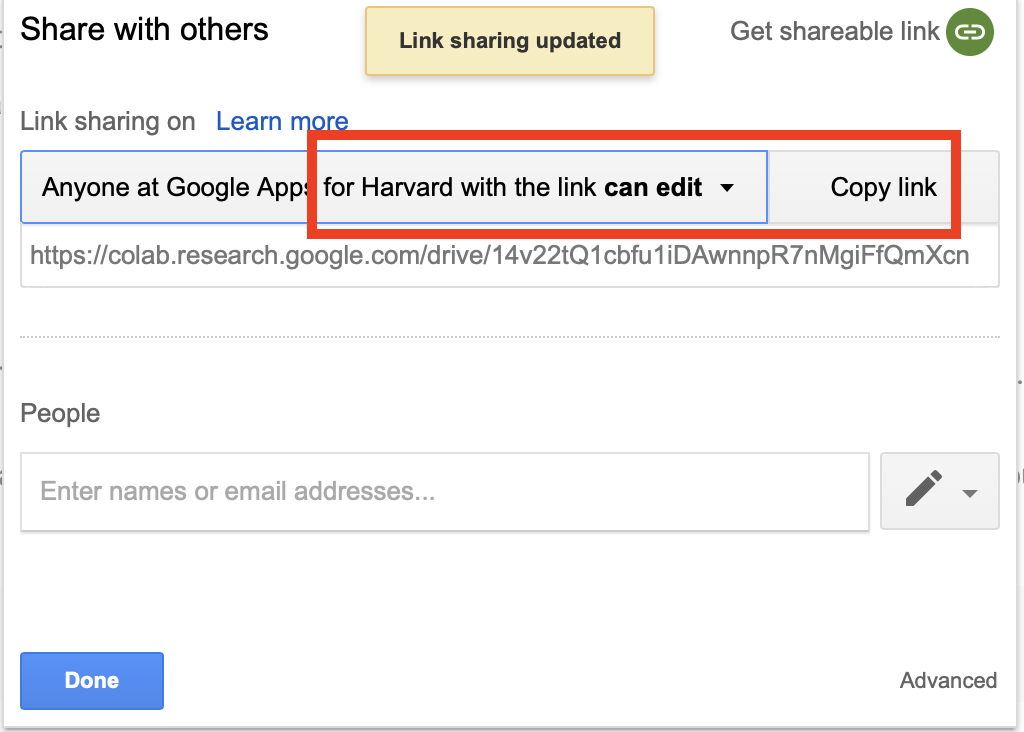 Share with others
Link sharing updated
Get shareable link
Link sharing on Learn more
Anyone at Google Apps for Harvard with the link can edit
Copy link
https://colab.research.google.com/drive/14v22tQ1cbfu1iDAwnnpR7nMgiFfQmXcn
People
Enter names or email addresses...
Done
Advanced